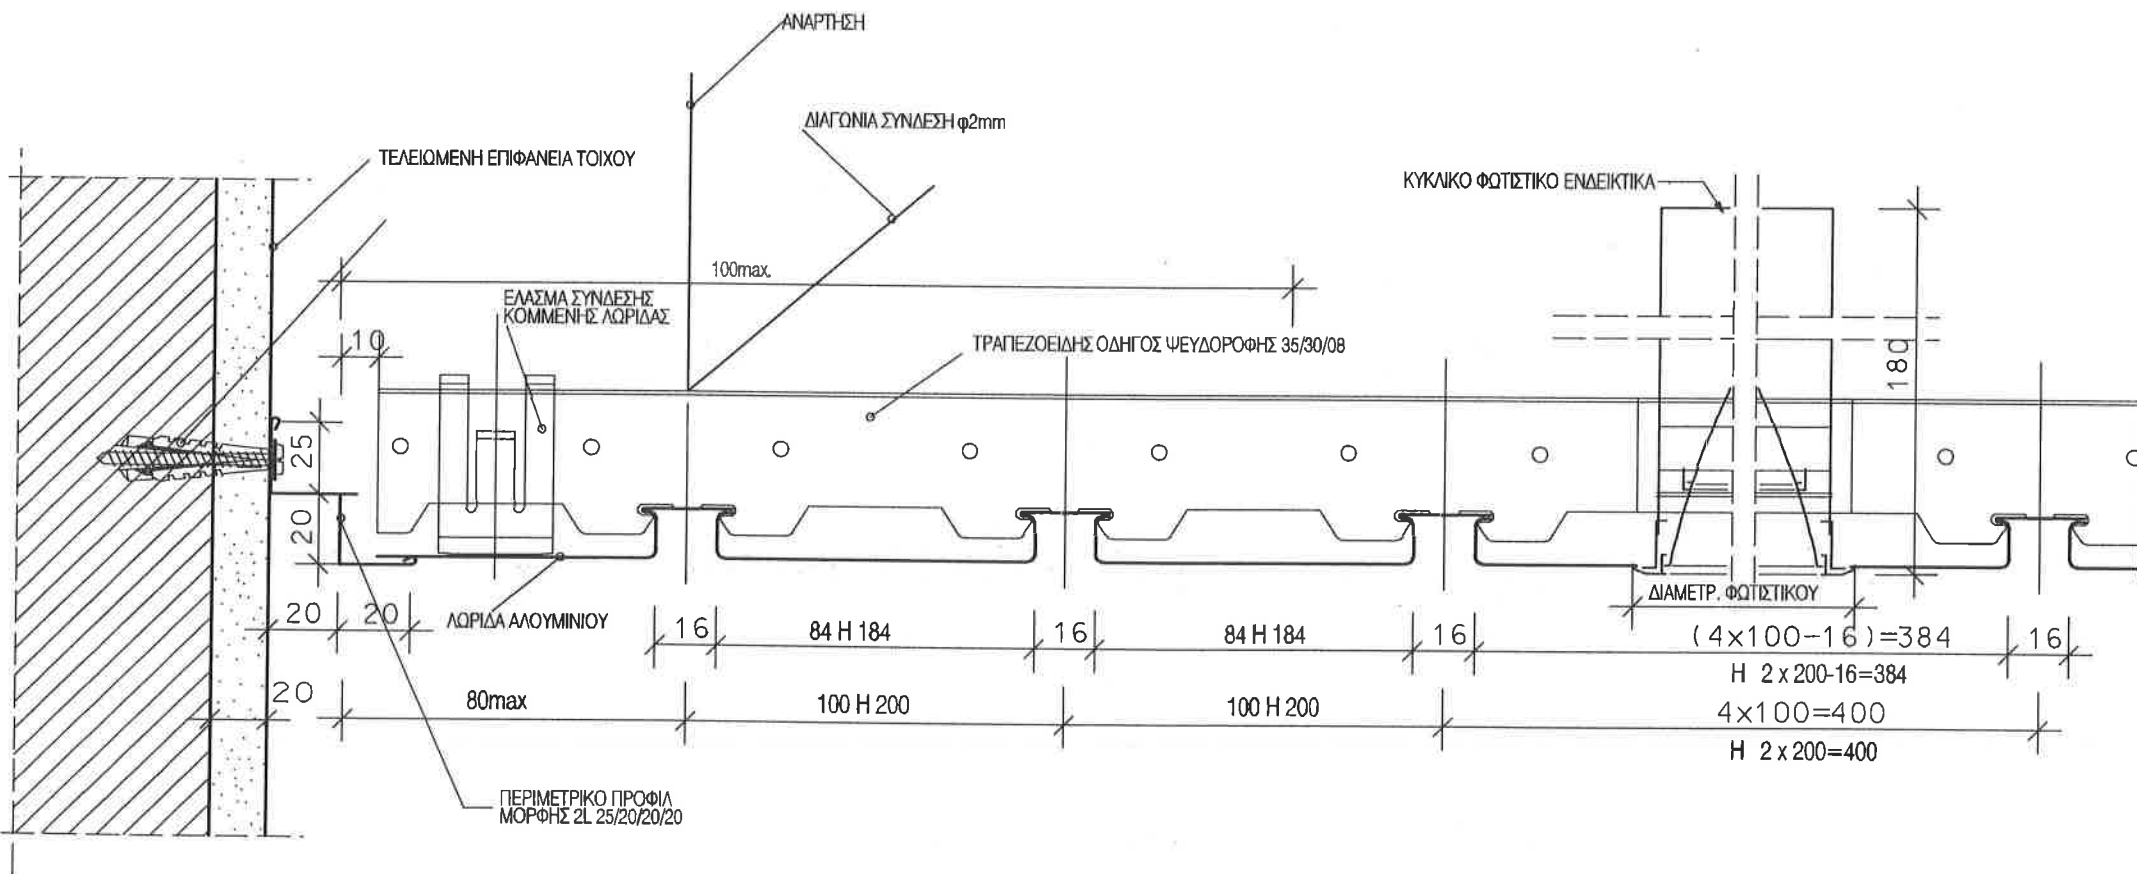 ΑΝΑΡΤΗΣΗ
ΔΙΑΓΩΝΙΑ ΣΥΝΔΕΣΗ φ2mm
ΤΕΛΕΙΩΜΕΝΗ ΕΠΙΦΑΝΕΙΑ ΤΟΙΧΟΥ
ΚΥΚΛΙΚΟ ΦΩΤΙΣΤΙΚΟ ΕΝΔΕΙΚΤΙΚΑ
100max.
ΕΛΑΣΜΑ ΣΥΝΔΕΣΗΣ
ΚΟΜΜΕΝΗΣ ΛΩΡΙΔΑΣ
10
ΤΡΑΠΕΖΟΕΙΔΗΣ ΟΔΗΓΟΣ ΨΕΥΔΟΡΟΦΗΣ 35/30/08
180
25
20
ΔΙΑΜΕΤΡ. ΦΩΤΙΣΤΙΚΟΥ
20
20
ΛΩΡΙΔΑ ΑΛΟΥΜΙΝΙΟΥ
16
84 Η 184
16
84 Η 184
16
(4x100-16)=384
16
Η 2 x 200-16=384
20
80max
100 Η 200
100 Η 200
4x100=400
Η 2 x 200=400
ΠΕΡΙΜΕΤΡΙΚΟ ΠΡΟΦΙΛ
ΜΟΡΦΗΣ 2L 25/20/20/20